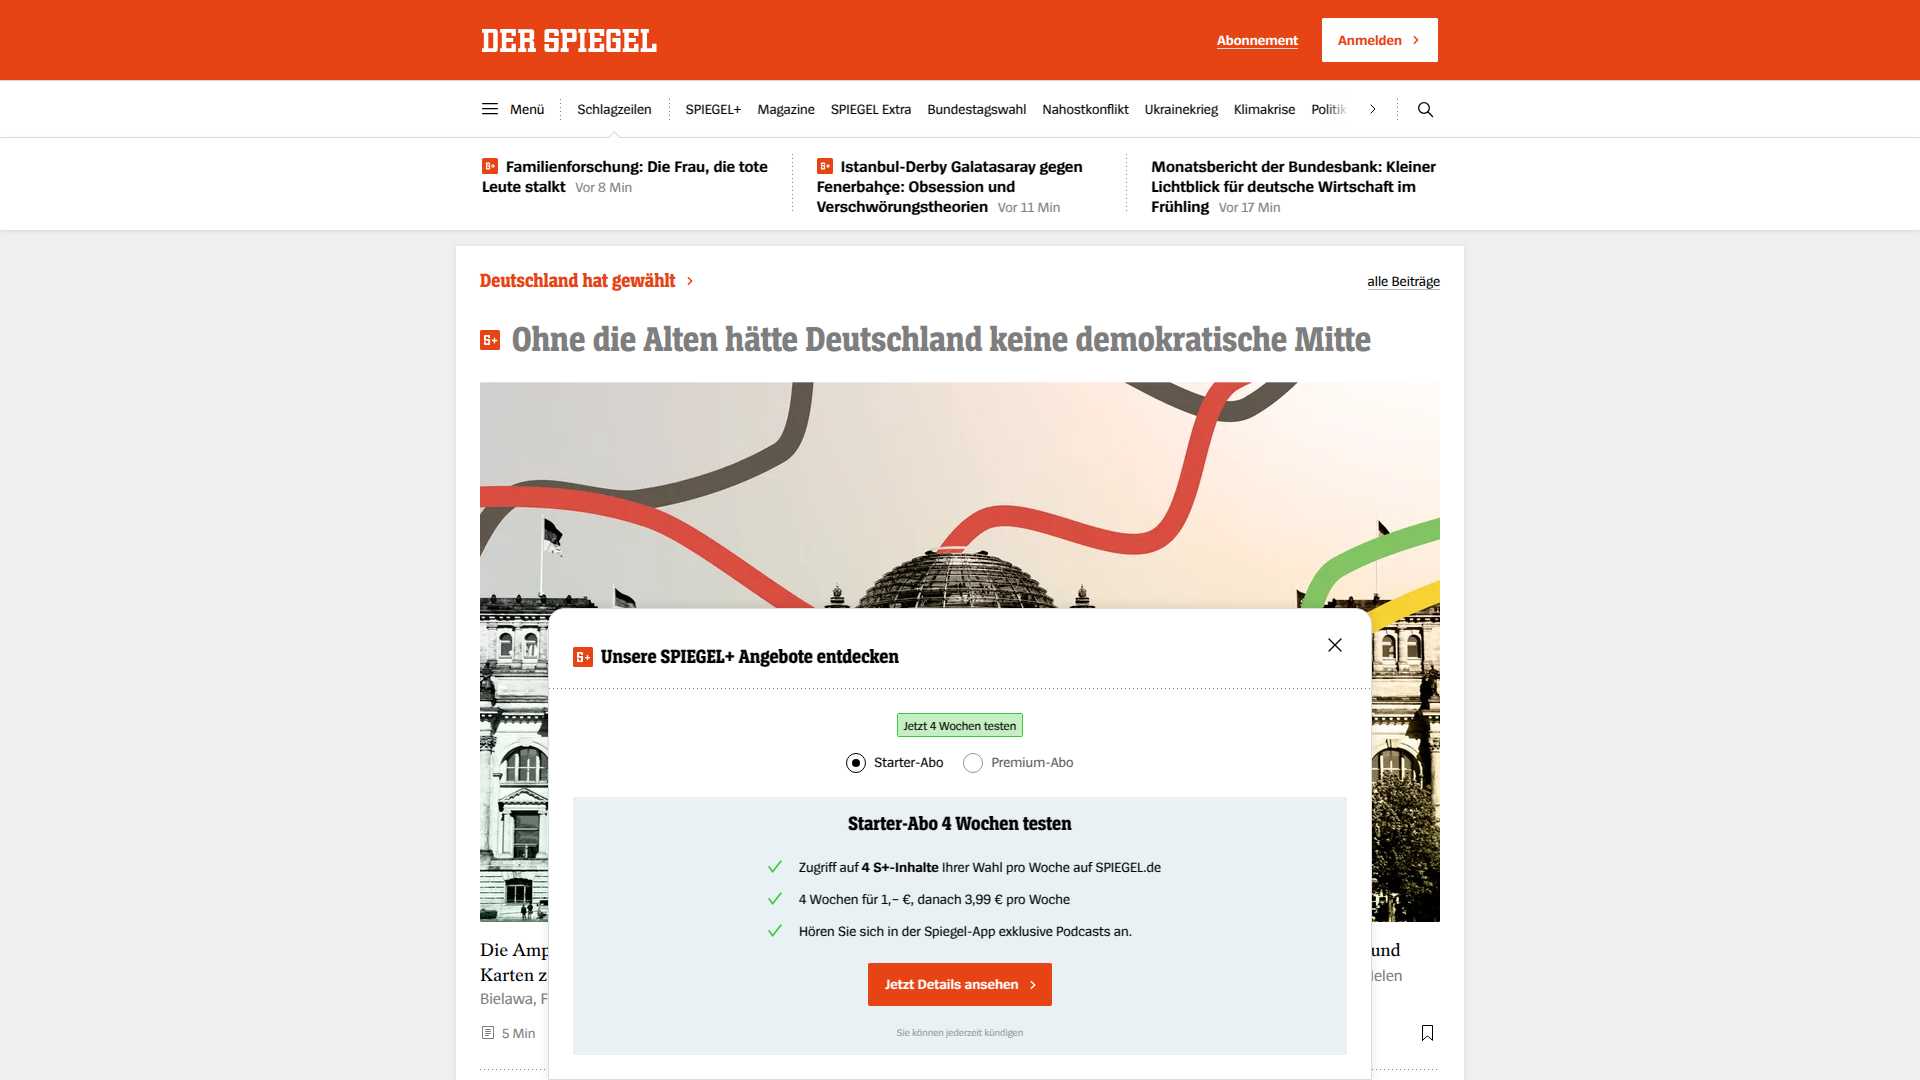 DER SPIEGEL
Abonnement
Anmelden
Menü
Schlagzeilen
SPIEGEL+
Magazine
SPIEGEL Extra
Bundestagswahl
Nahostkonflikt
Ukrainekrieg
Klimakrise
Politik
Familienforschung: Die Frau, die tote
Leute stalkt Vor 8 Min
Istanbul-Derby Galatasaray gegen
Fenerbahçe: Obsession und
Verschwörungstheorien Vor 11 Min
Monatsbericht der Bundesbank: Kleiner
Lichtblick für deutsche Wirtschaft im
Frühling Vor 17 Min
Deutschland hat gewählt
alle Beiträge
S+ Ohne die Alten hätte Deutschland keine demokratische Mitte
S+ Unsere SPIEGEL+ Angebote entdecken
Jetzt 4 Wochen testen
Starter-Abo
Premium-Abo
Starter-Abo 4 Wochen testen
Zugriff auf 4 S+-Inhalte Ihrer Wahl pro Woche auf SPIEGEL.de
4 Wochen für 1,– €, danach 3,99 € pro Woche
Hören Sie sich in der Spiegel-App exklusive Podcasts an.
Jetzt Details ansehen
Sie können jederzeit kündigen
Die
und
Karten
Bielawa,
5 Min